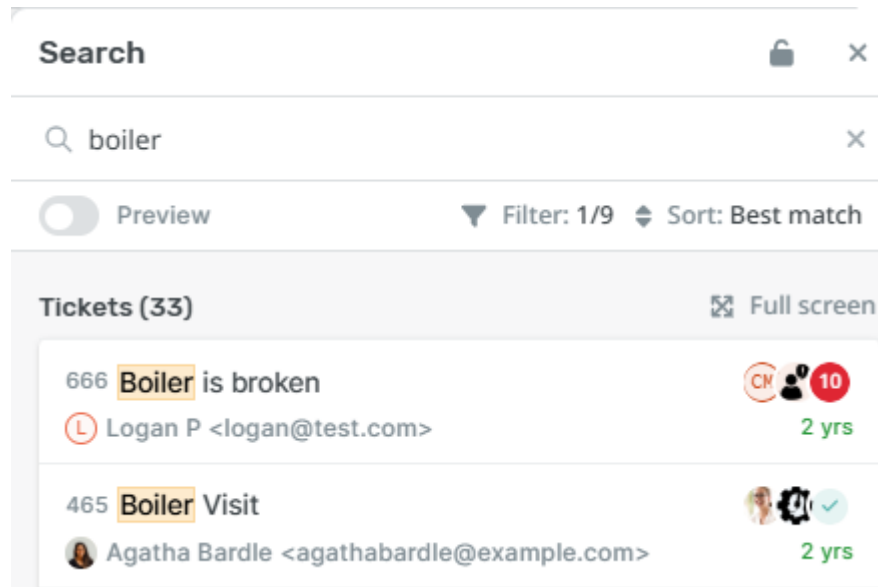 Search
boiler
Preview Filter: 1/9 Sort: Best match
Tickets (33) Full screen
666 Boiler is broken CM 10
L Logan P <logan@test.com> 2 yrs
465 Boiler Visit
Agatha Bardle <agathabardle@example.com> 2 yrs